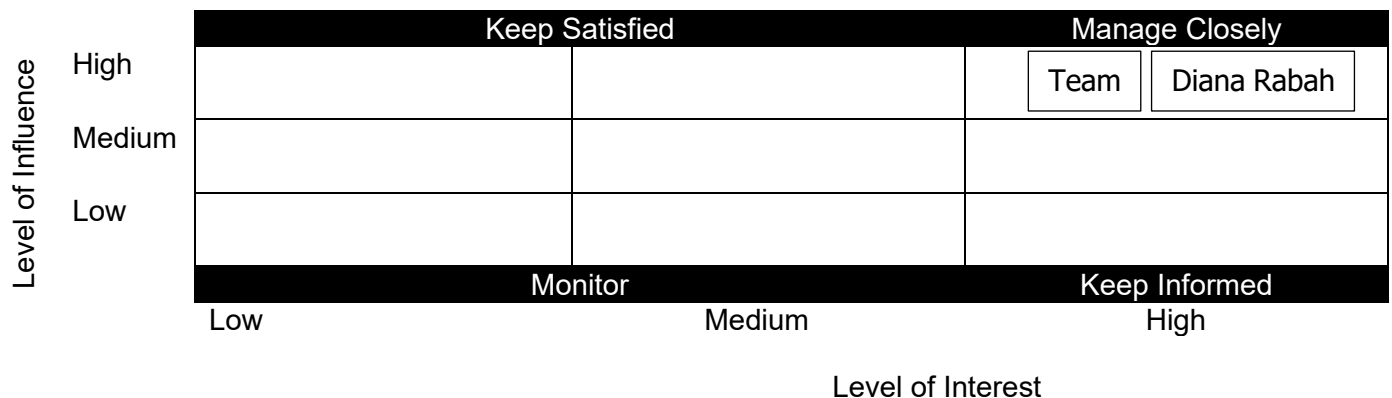 Keep Satisfied Manage Closely
Level of Influence
High
Team Diana Rabah
Medium
Low
Monitor Keep Informed
Low Medium High
Level of Interest